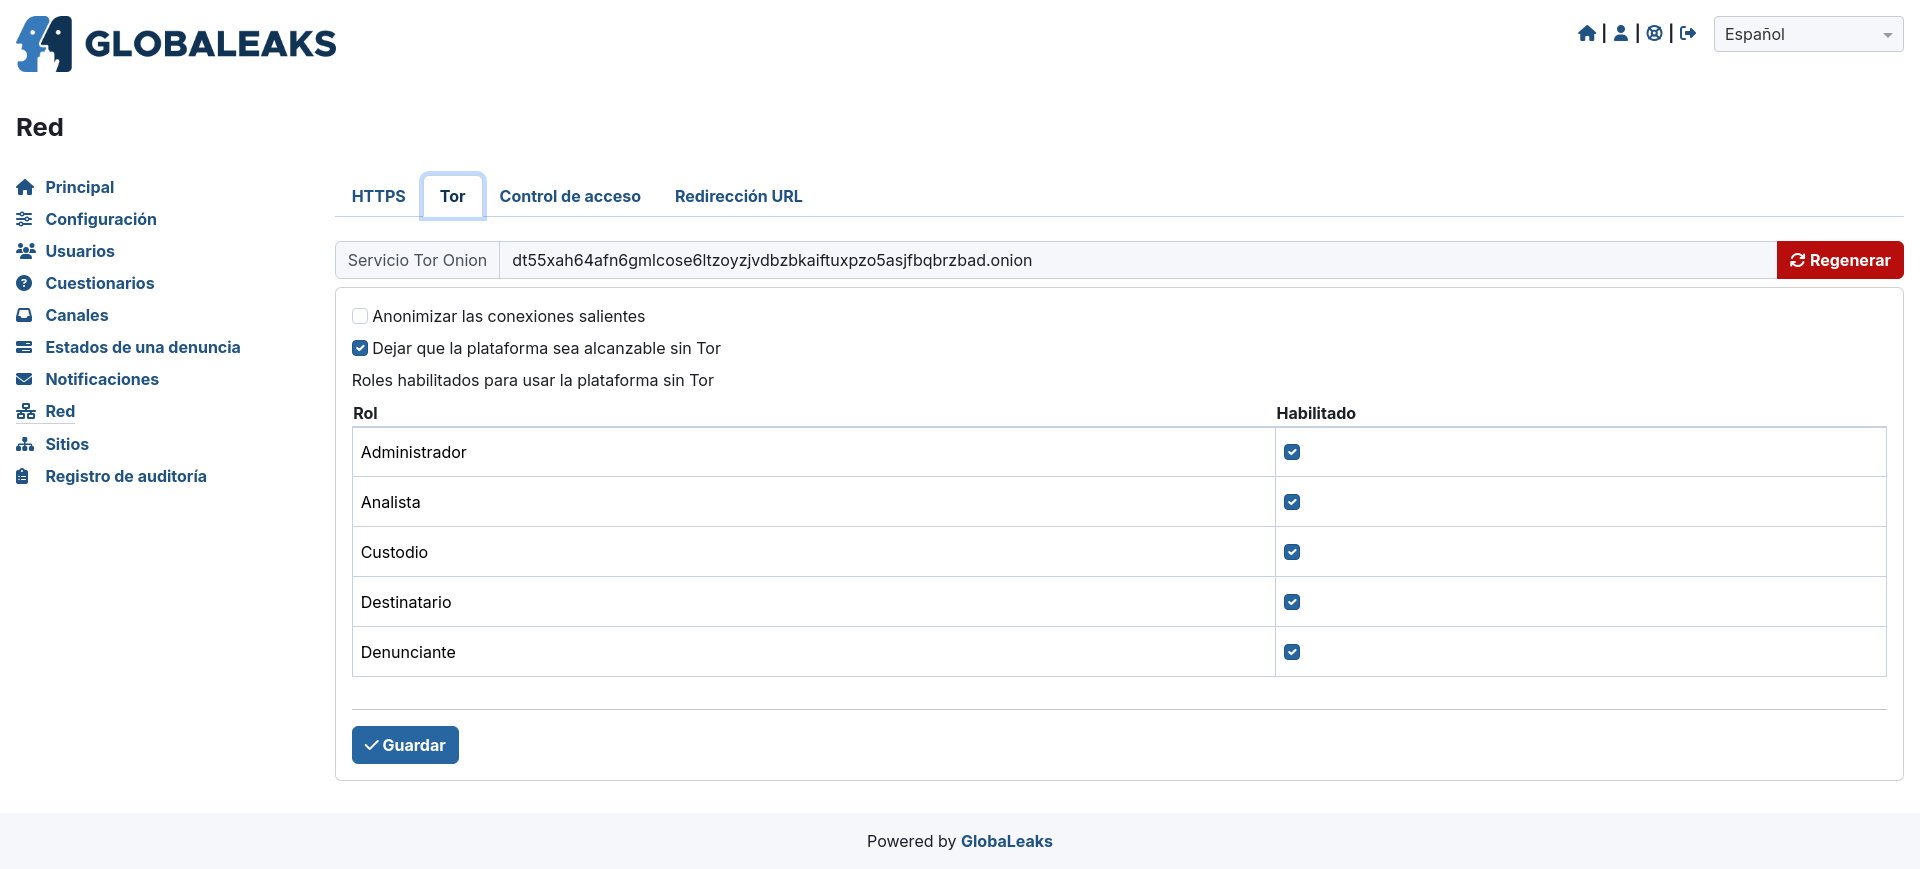 GLOBALEAKS
Español
Red
Principal
Configuración
Usuarios
Cuestionarios
Canales
Estados de una denuncia
Notificaciones
Red
Sitios
Registro de auditoría
HTTPS Tor Control de acceso Redirección URL
Servicio Tor Onion dt55xah64afn6gmlcose6ltzoyzjvdbzbkaiftuxpzo5asjfbqbrzbad.onion Regenerar
Anonimizar las conexiones salientes
Dejar que la plataforma sea alcanzable sin Tor
Roles habilitados para usar la plataforma sin Tor
Rol Habilitado
Administrador
Analista
Custodio
Destinatario
Denunciante
Guardar
Powered by GlobaLeaks